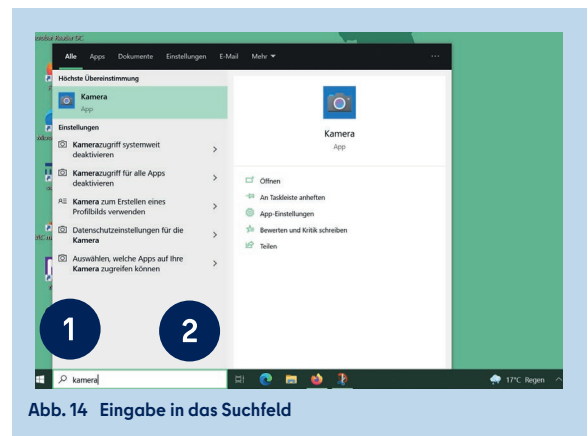 Acrobat Reader DC
Alle Apps Dokumente Einstellungen E-Mail Mehr ...
Höchste Übereinstimmung
Kamera
App
Einstellungen
Kamerazugriff systemweit
deaktivieren
Kamerazugriff für alle Apps
deaktivieren
Kamera zum Erstellen eines
Profilbilds verwenden
Datenschutzeinstellungen für die
Kamera
Auswählen, welche Apps auf Ihre
Kamera zugreifen können
Kamera
App
Öffnen
An Taskleiste anheften
App-Einstellungen
Bewerten und Kritik schreiben
Teilen
1
2
kamera
17°C Regen
Abb. 14 Eingabe in das Suchfeld